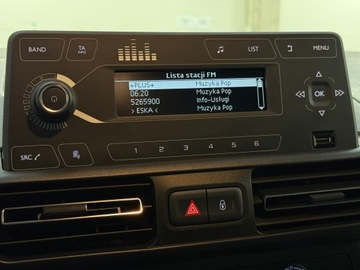 BAND
TA
INFO
LIST
MENU
Lista stacji FM
+PLUS+ Muzyka Pop
06:20 Muzyka Pop
5265900 Info-Usługi
> ESKA < Muzyka Pop
OK
SRC
1 2 3 4 5 6